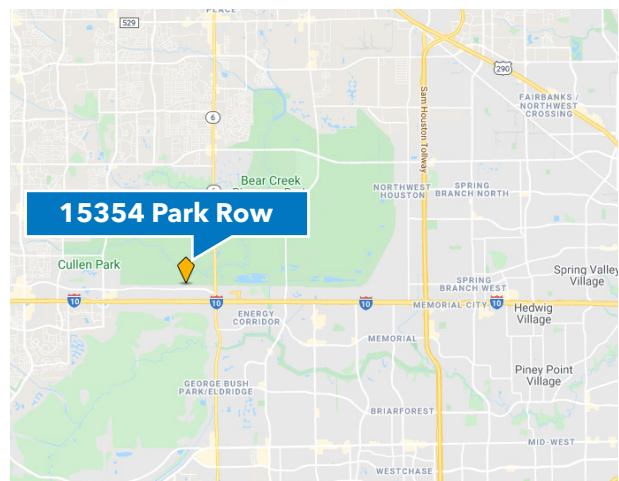 PLACE
529
290
Sam Houston Tollway
FAIRBANKS /
NORTHWEST
CROSSING
6
Bear Creek
NORTHWEST
HOUSTON
SPRING
BRANCH NORTH
15354 Park Row
Cullen Park
SPRING
BRANCH WEST
Spring Valley
Village
10
10
10
MEMORIAL CITY
10
Hedwig
Village
ENERGY
CORRIDOR
MEMORIAL
Piney Point
Village
GEORGE BUSH
PARK/ELDRIDGE
BRIARFOREST
MID-WEST
WESTCHASE